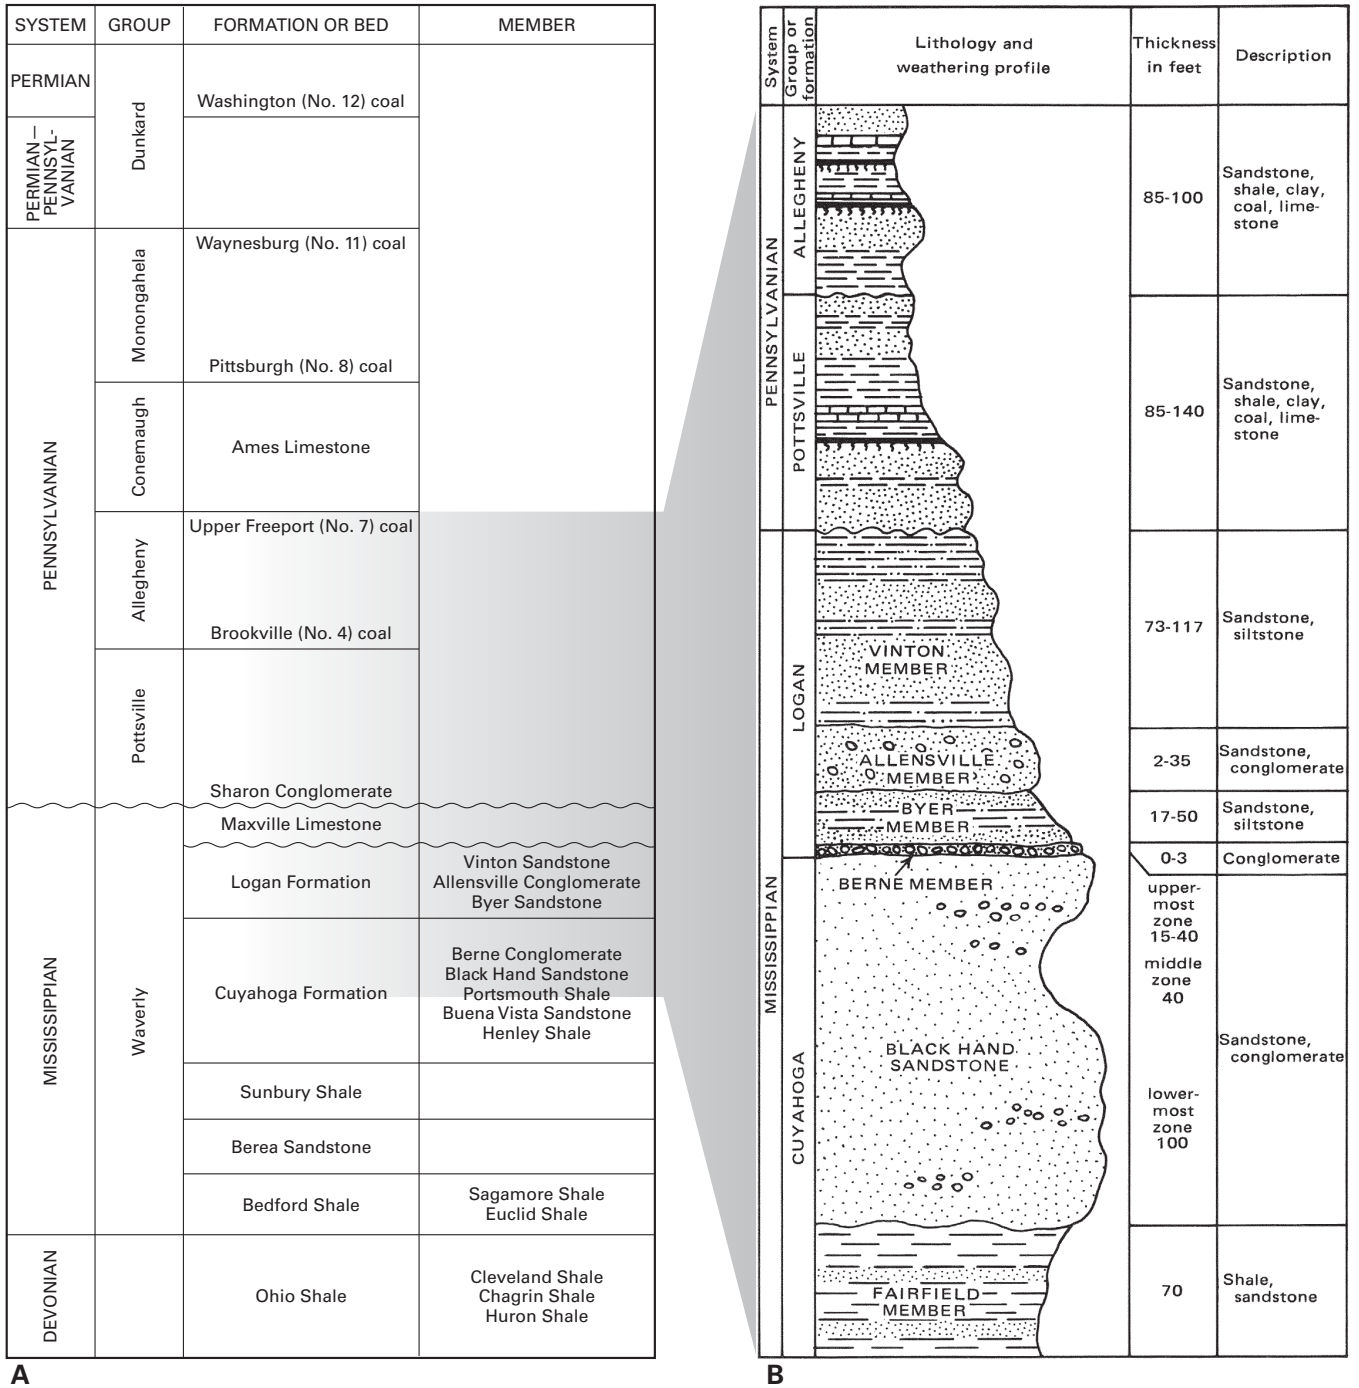 SYSTEM
GROUP
FORMATION OR BED
MEMBER
PERMIAN
PERMIAN—
PENNSYL-
VANIAN
PENNSYLVANIAN
MISSISSIPPIAN
DEVONIAN
Dunkard
Monongahela
Conemaugh
Allegheny
Pottsville
Waverly
Washington (No. 12) coal
Waynesburg (No. 11) coal
Pittsburgh (No. 8) coal
Ames Limestone
Upper Freeport (No. 7) coal
Brookville (No. 4) coal
Sharon Conglomerate
Maxville Limestone
Logan Formation
Vinton Sandstone
Allensville Conglomerate
Byer Sandstone
Cuyahoga Formation
Berne Conglomerate
Black Hand Sandstone
Portsmouth Shale
Buena Vista Sandstone
Henley Shale
Sunbury Shale
Berea Sandstone
Bedford Shale
Sagamore Shale
Euclid Shale
Ohio Shale
Cleveland Shale
Chagrin Shale
Huron Shale
A
System
Group or
formation
Lithology and
weathering profile
Thickness
in feet
Description
PENNSYLVANIAN
MISSISSIPPIAN
ALLEGHENY
POTTSVILLE
LOGAN
CUYAHOGA
85-100
Sandstone,
shale, clay,
coal, lime-
stone
85-140
Sandstone,
shale, clay,
coal, lime-
stone
VINTON
MEMBER
73-117
Sandstone,
siltstone
ALLENSVILLE
MEMBER
2-35
Sandstone,
conglomerate
BYER
MEMBER
17-50
Sandstone,
siltstone
BERNE MEMBER
0-3
Conglomerate
BLACK HAND
SANDSTONE
upper-
most
zone
15-40
middle
zone
40
lower-
most
zone
100
Sandstone,
conglomerate
FAIRFIELD
MEMBER
70
Shale,
sandstone
B